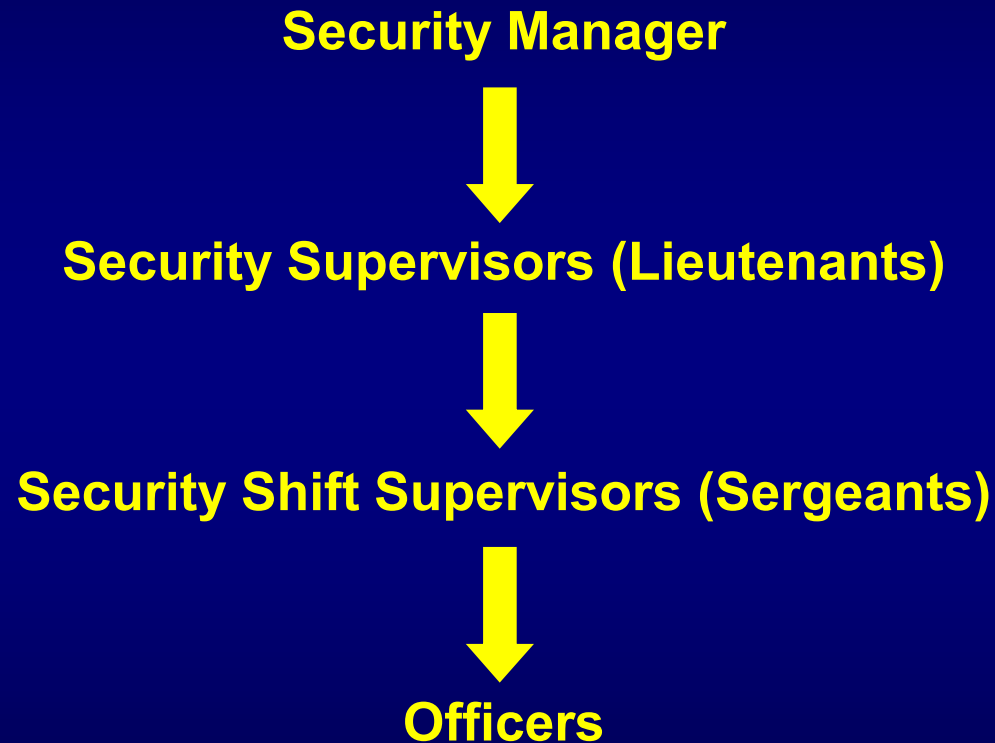 Security Manager
Security Supervisors (Lieutenants)
Security Shift Supervisors (Sergeants)
Officers